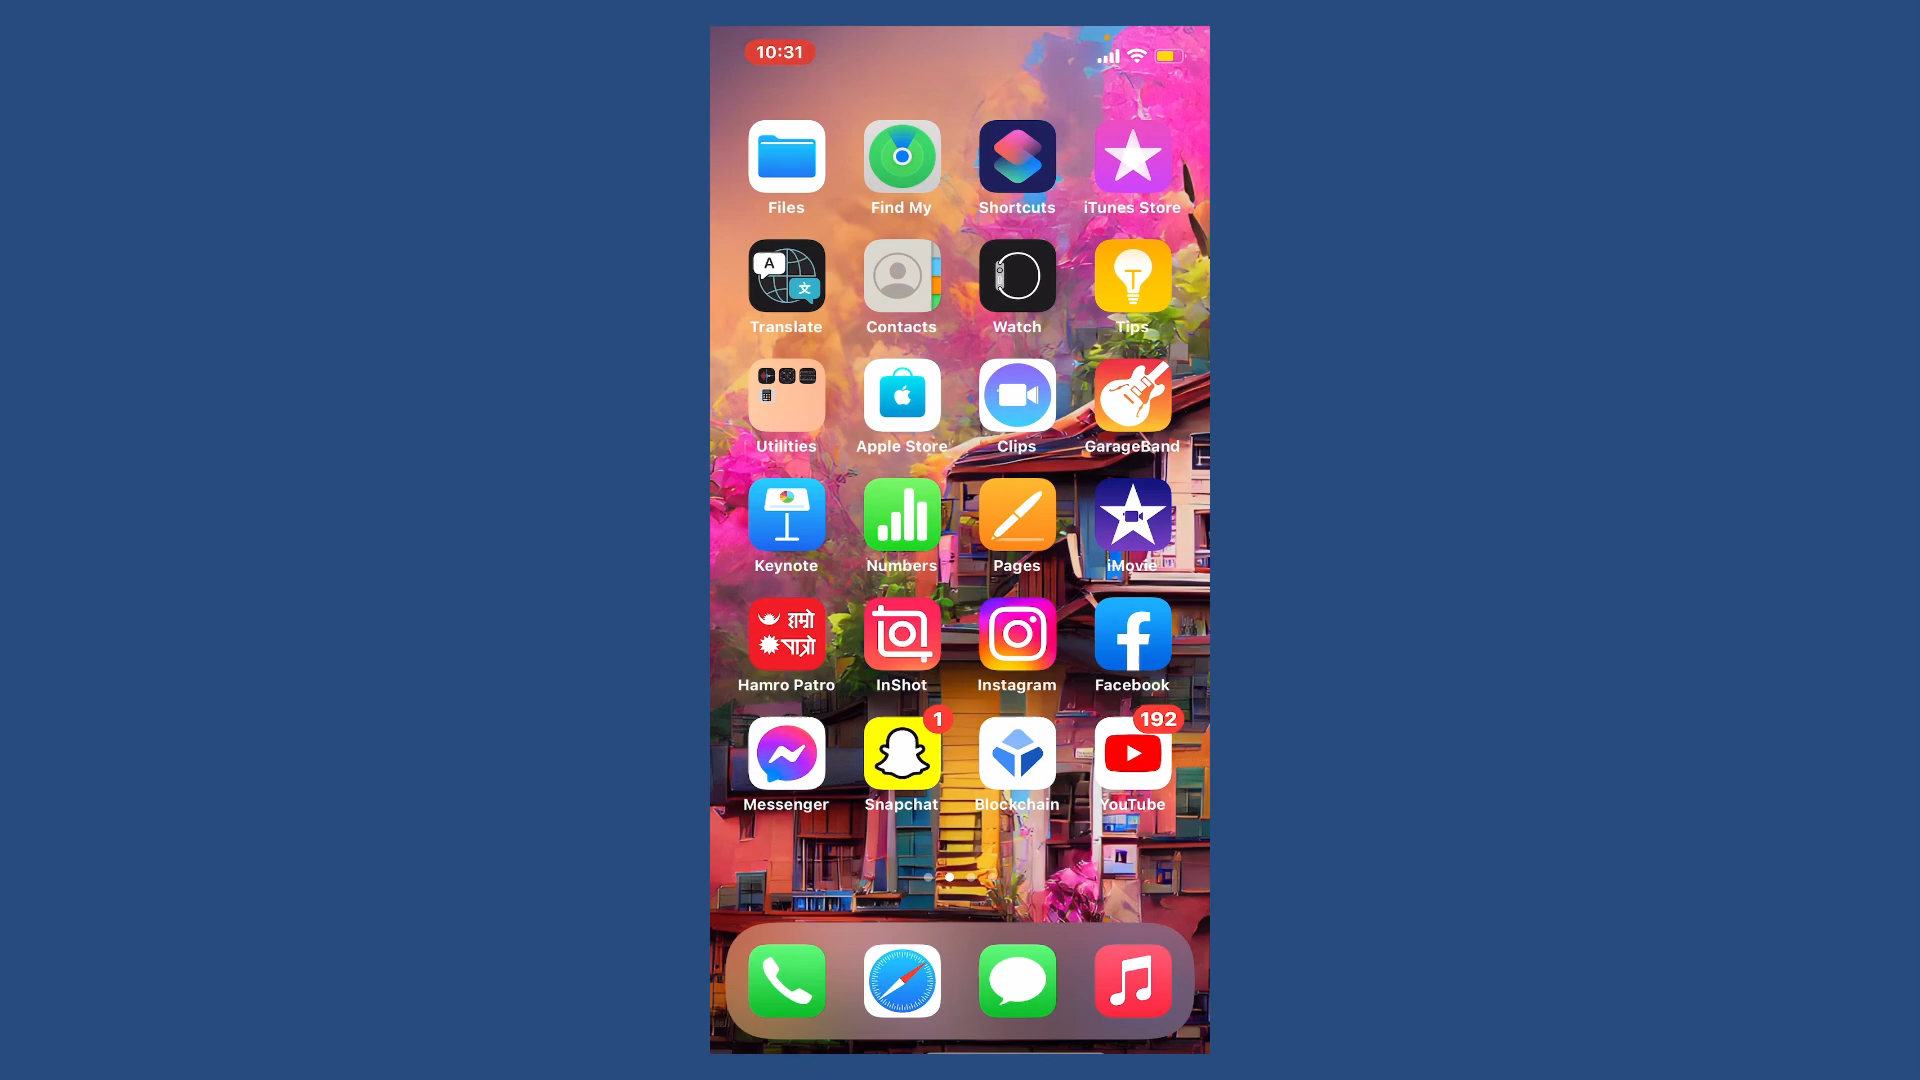 10:31
Files Find My Shortcuts iTunes Store
A 文 T
Translate Contacts Watch Tips
Utilities Apple Store Clips GarageBand
Keynote Numbers Pages iMovie
हाम्रो
पात्रो
Hamro Patro InShot Instagram Facebook
1 192
Messenger Snapchat Blockchain YouTube